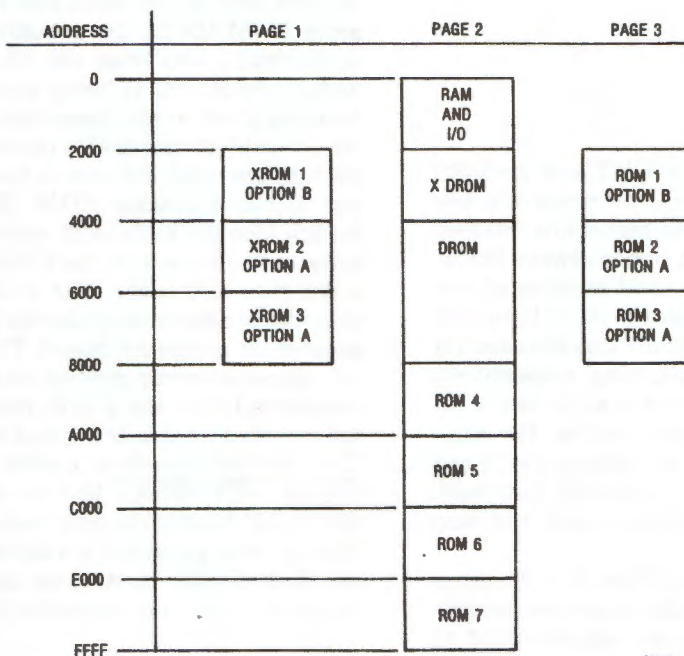 ADDRESS PAGE 1 PAGE 2 PAGE 3
0
RAM
AND
I/O
2000
XROM 1
OPTION B
X DROM
ROM 1
OPTION B
4000
XROM 2
OPTION A
DROM
ROM 2
OPTION A
6000
XROM 3
OPTION A
ROM 3
OPTION A
8000
ROM 4
A000
ROM 5
C000
ROM 6
E000
ROM 7
FFFF